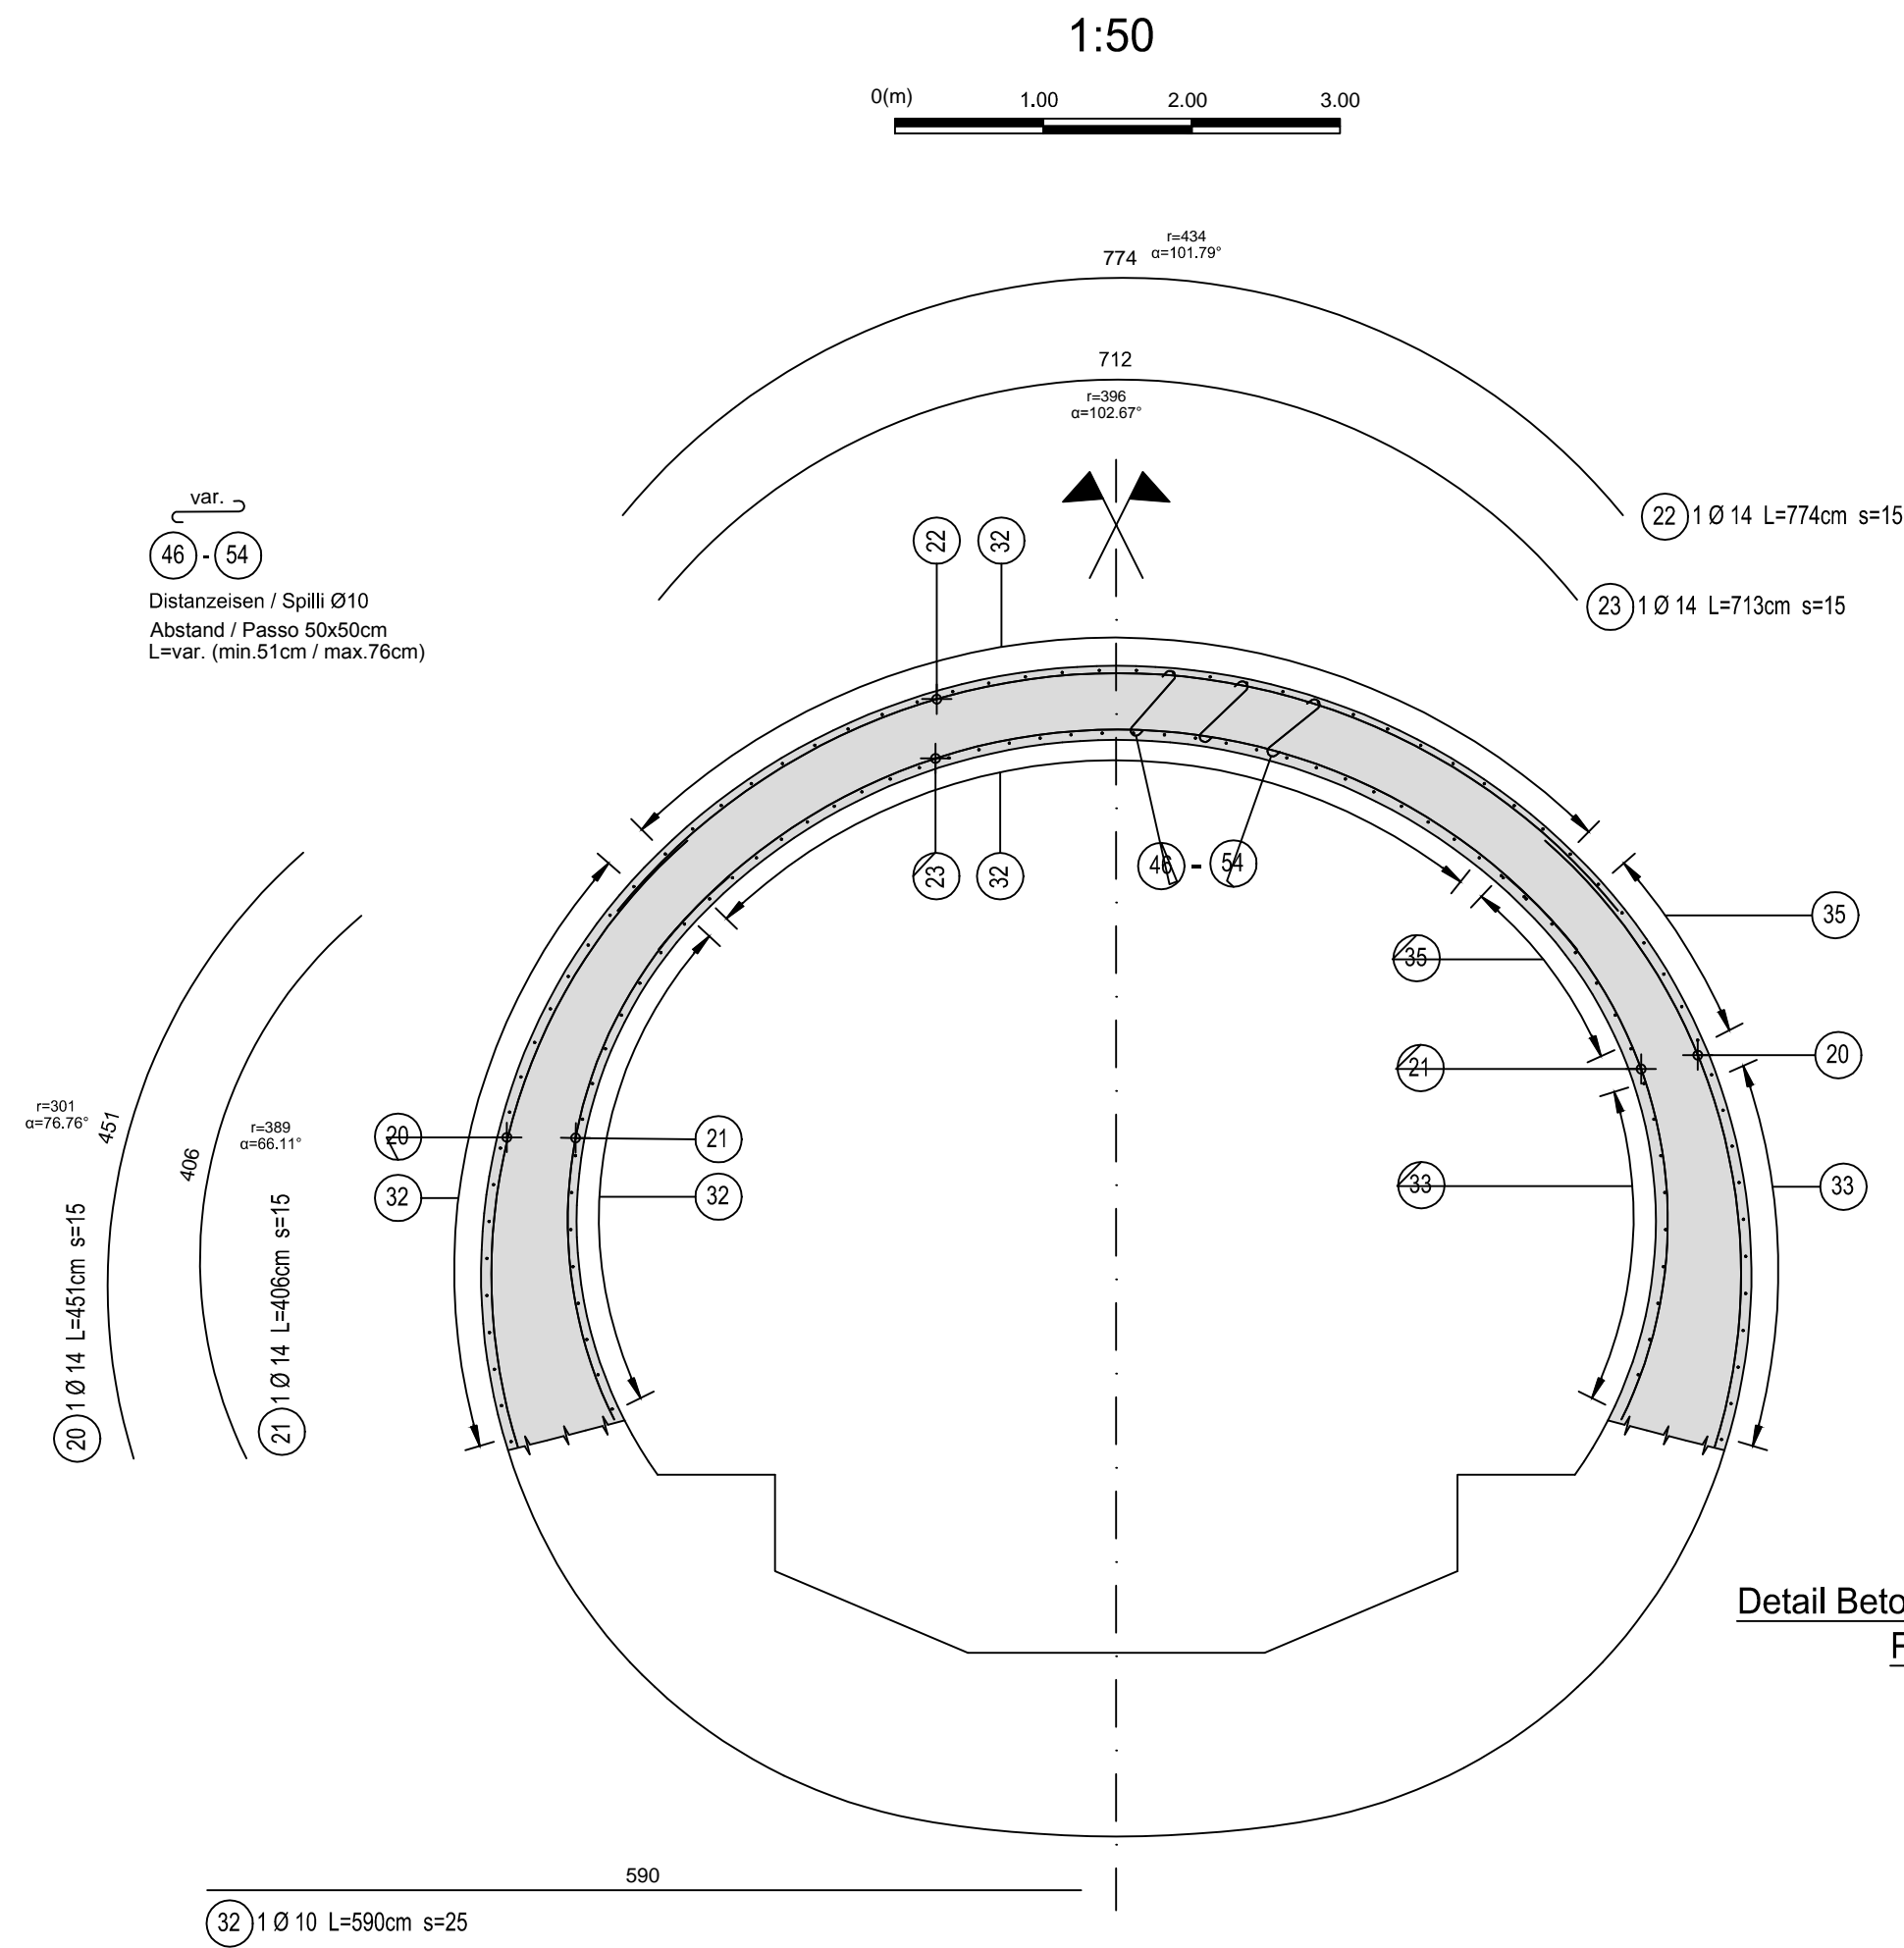 1:50
0(m) 1.00 2.00 3.00
r=434
774 α=101.79°
712
r=396
α=102.67°
22 1 Ø 14 L=774cm s=15
23 1 Ø 14 L=713cm s=15
var.
46 - 54
Distanzeisen / Spilli Ø10
Abstand / Passo 50x50cm
L=var. (min.51cm / max.76cm)
22 32
23 32
46 - 54
35
35
20
21
33
33
r=301
α=76.76°
451
r=389
α=66.11°
406
20
21
32
32
20 1 Ø 14 L=451cm s=15
21 1 Ø 14 L=406cm s=15
Detail Beto
590
32 1 Ø 10 L=590cm s=25